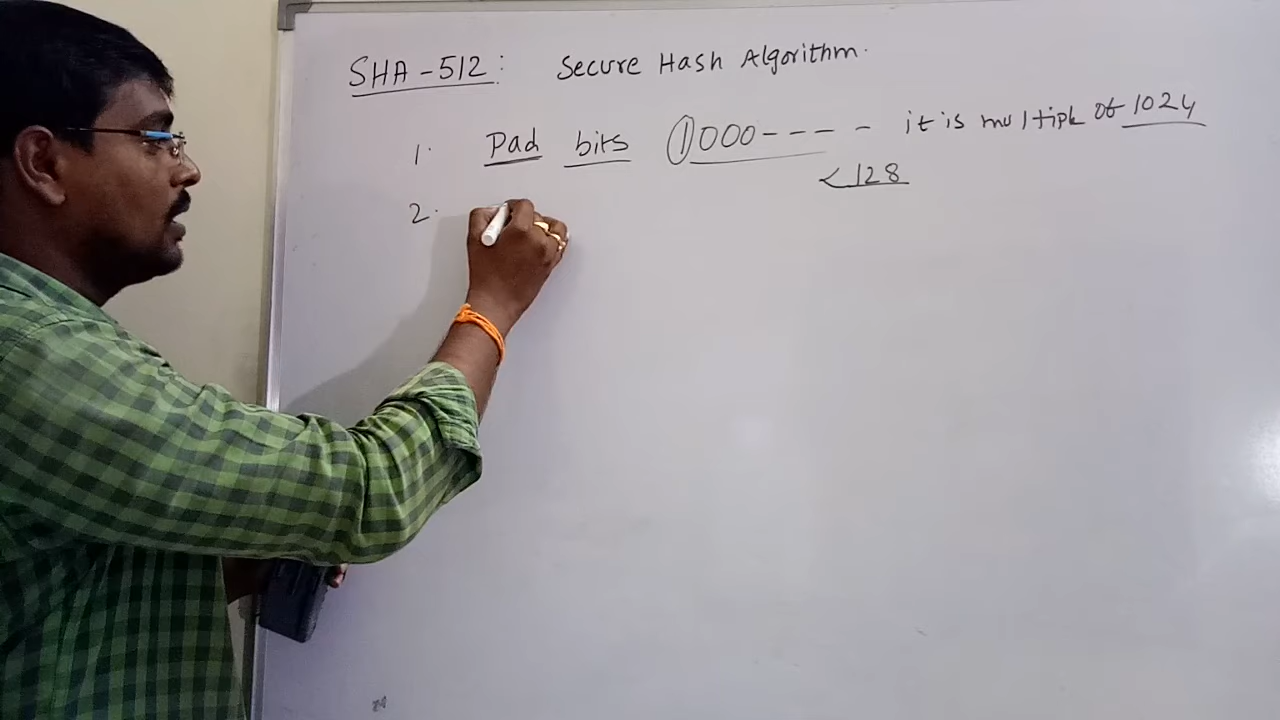 SHA-512: Secure Hash Algorithm.
1. Pad bits 1000---- it is multiple of 1024
<128
2.